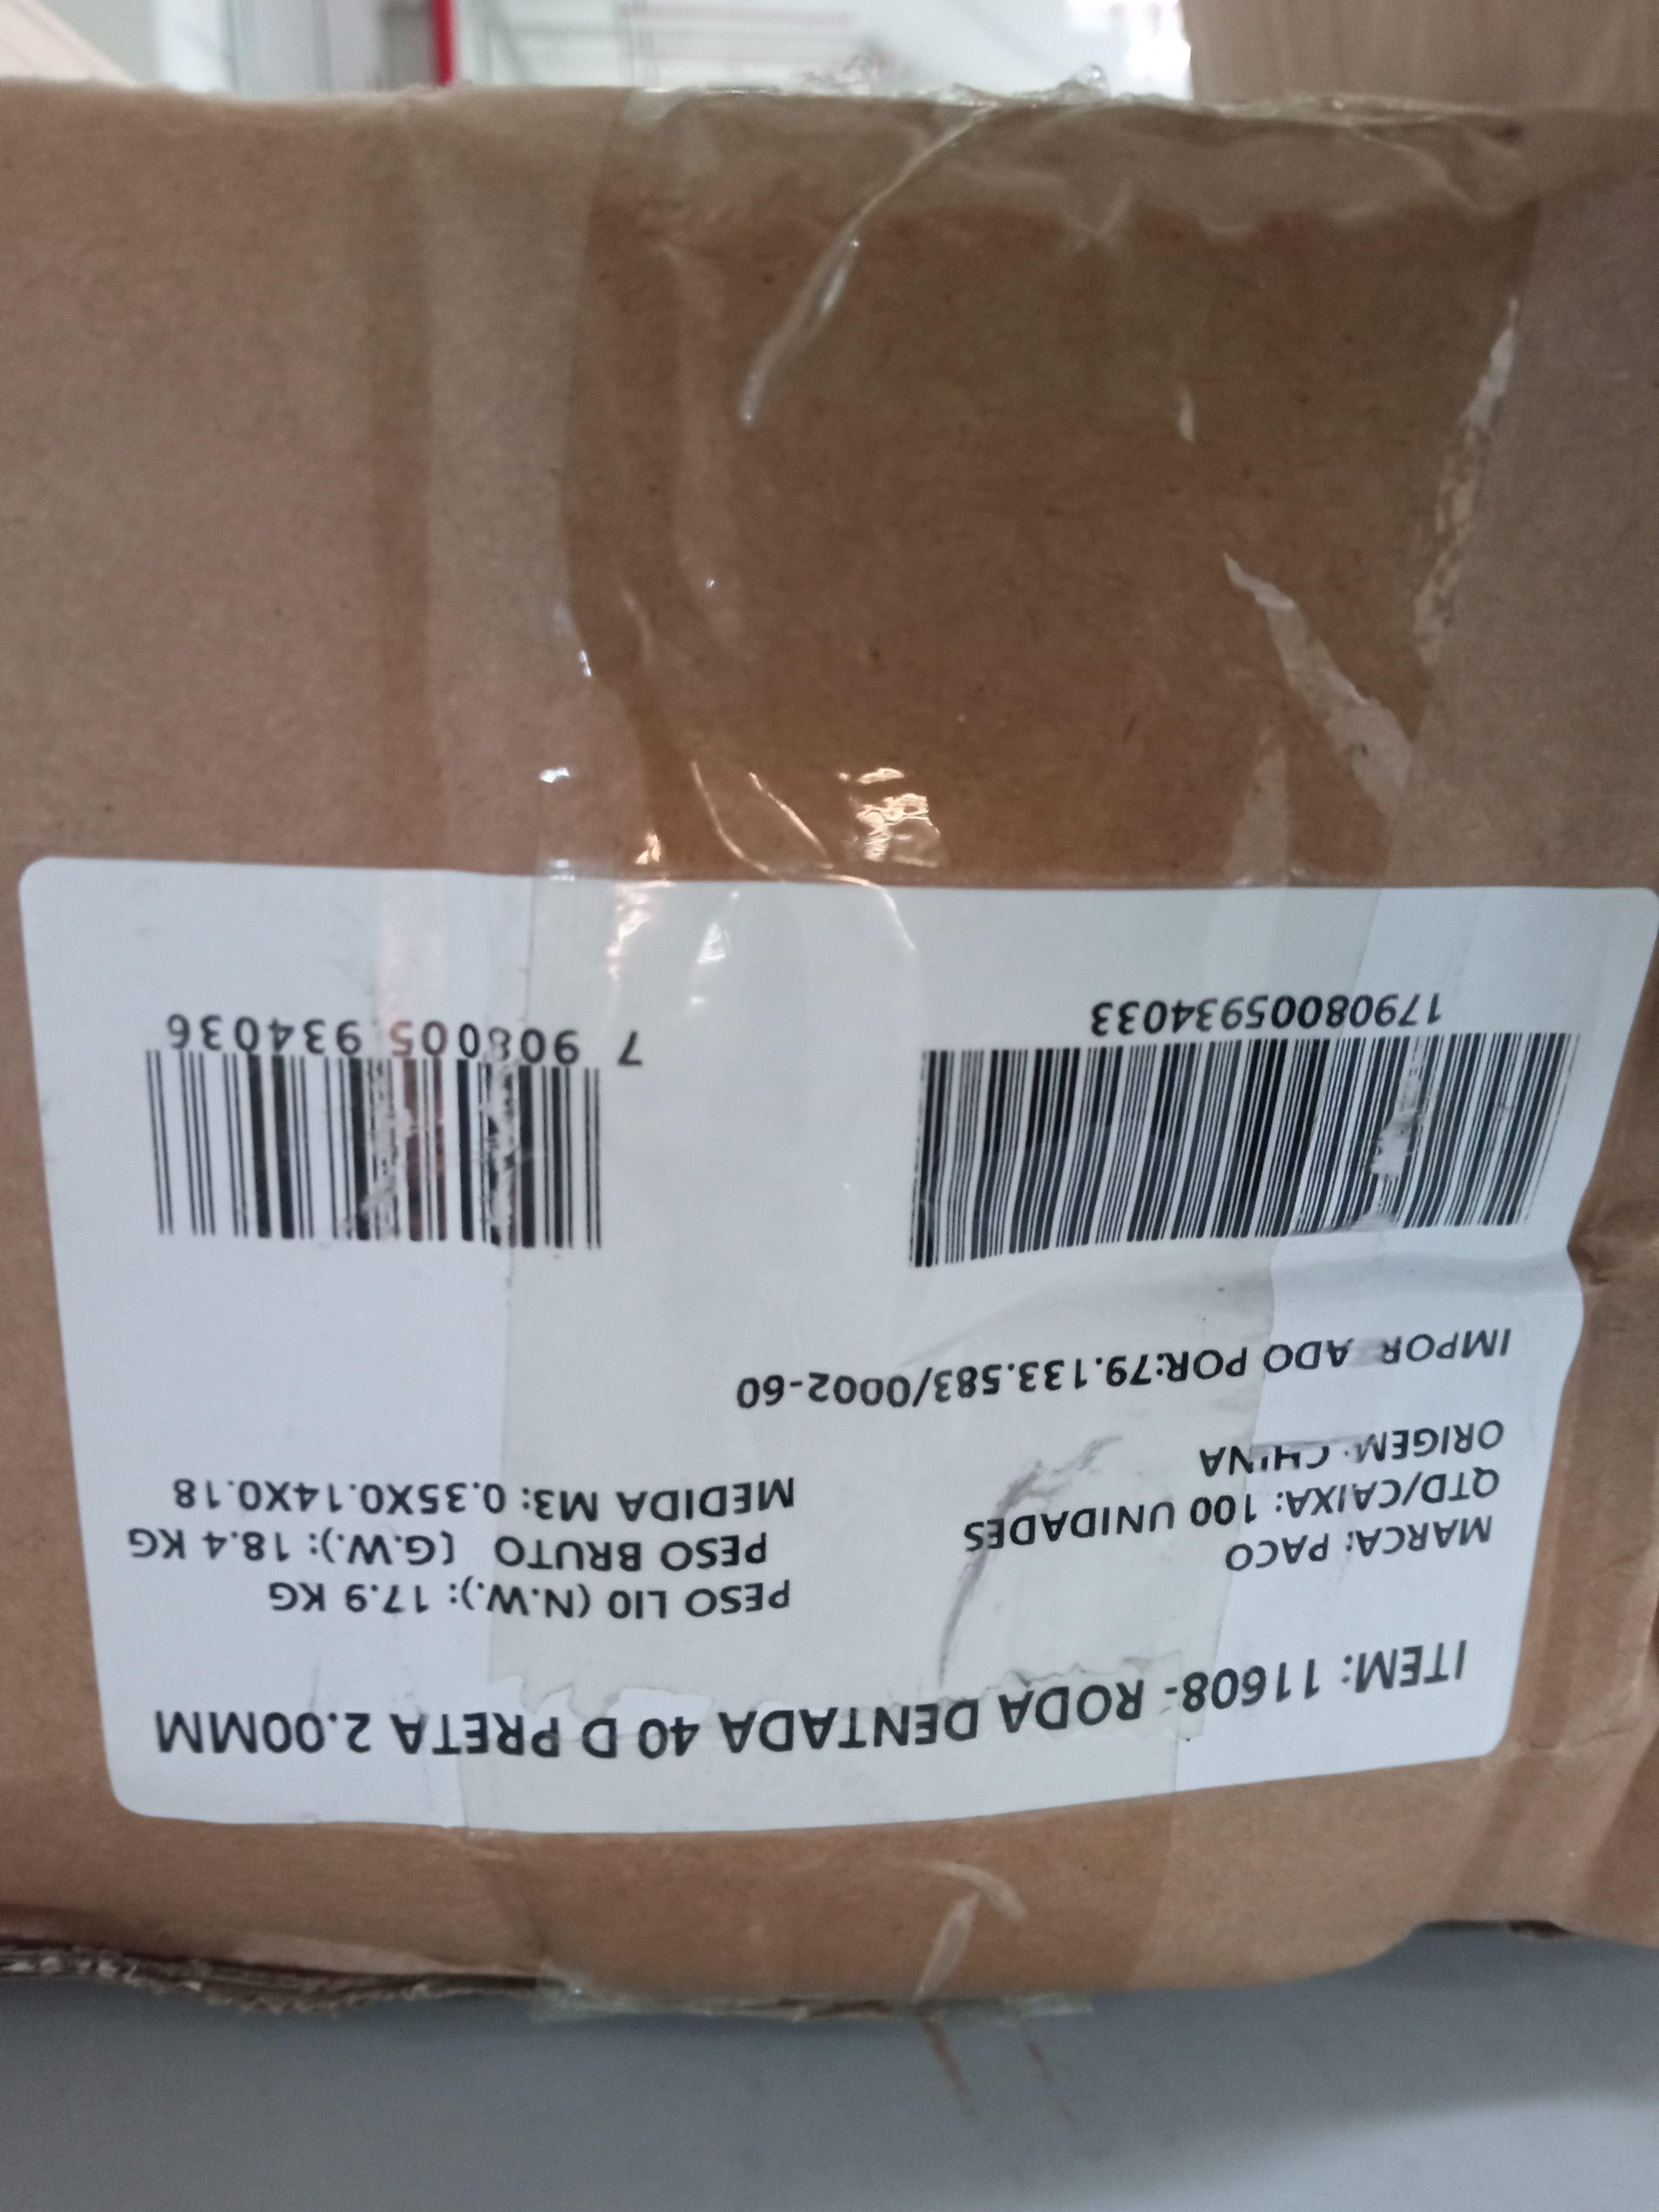 ITEM: 11608- RODA DENTADA 40 D PRETA 2.00MM
MARCA: PACO
QTD/CAIXA: 100 UNIDADES
ORIGEM: CHINA
PESO LI0 (N.W.): 17.9 KG
PESO BRUTO (G.W.): 18.4 KG
MEDIDA M3: 0.35X0.14X0.18
IMPOR ADO POR:79.133.583/0002-60
17908005934033
7 908005 934036